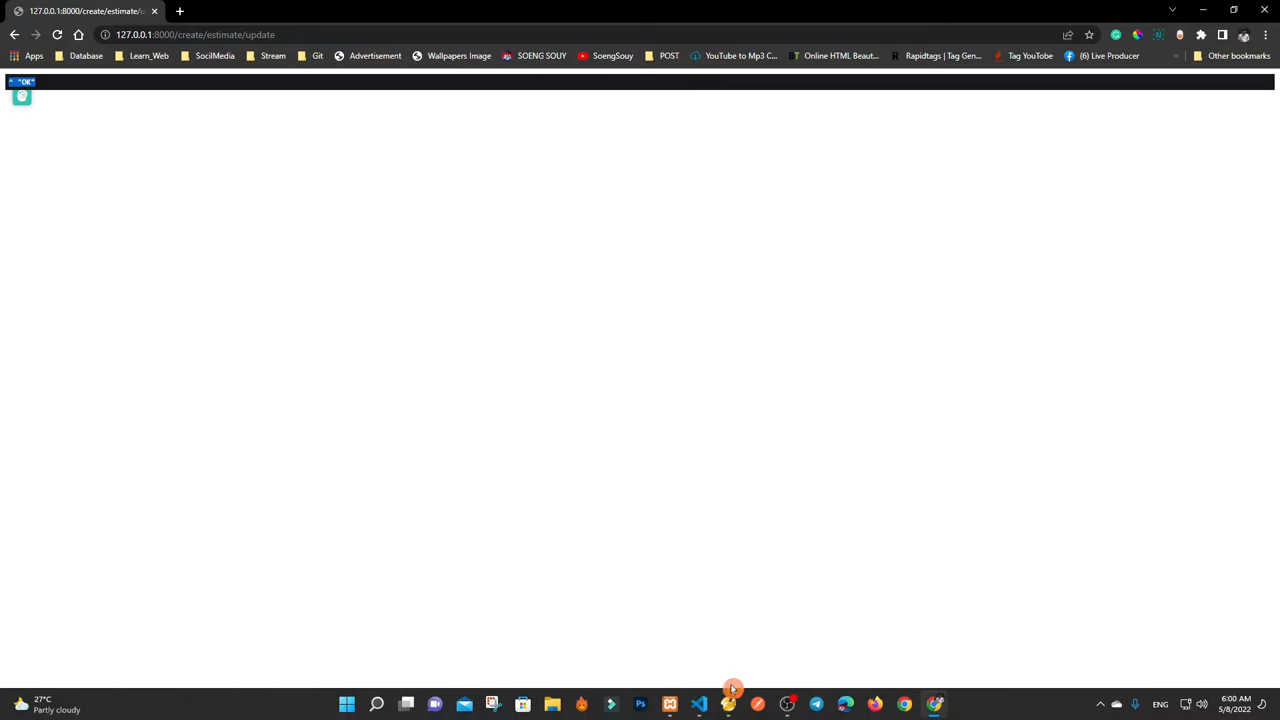 127.0.0.1:8000/create/estimate/u
127.0.0.1:8000/create/estimate/update
Apps Database Learn_Web SocilMedia Stream Git Advertisement Wallpapers Image SOENG SOUY SoengSouy POST YouTube to Mp3 C... Online HTML Beaut... Rapidtags | Tag Gen... Tag YouTube (6) Live Producer Other bookmarks
^ "OK"
27°C
Partly cloudy
ENG
6:00 AM
5/8/2022